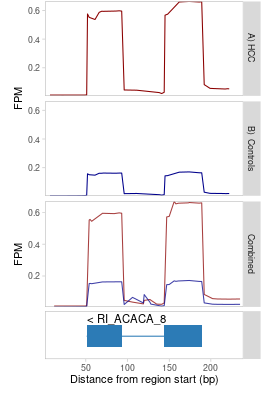 0.6
0.4
0.2
FPM
A) HCC
0.6
0.4
0.2
B) Controls
0.6
0.4
0.2
FPM
Combined
< RI_ACACA_8
50
100
150
200
Distance from region start (bp)